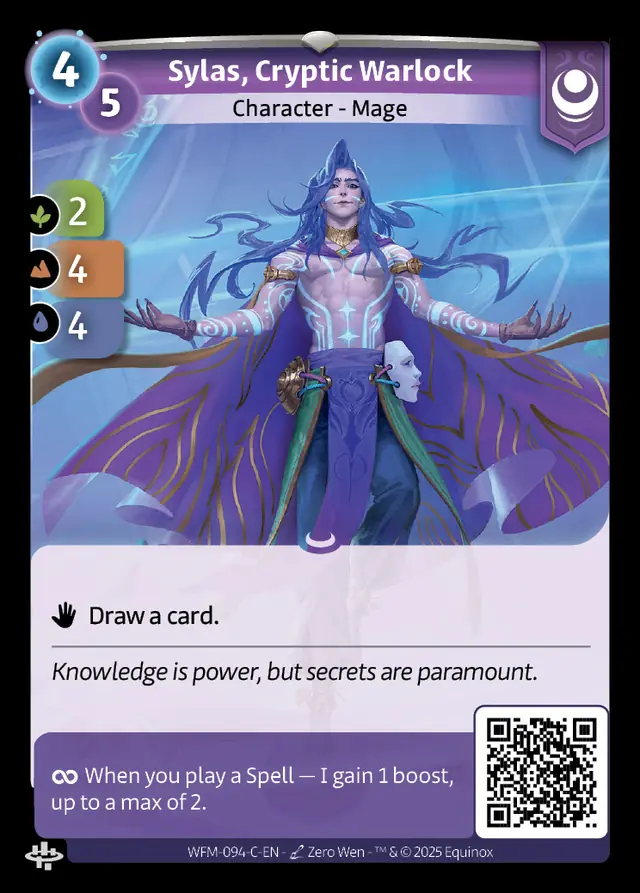 4
Sylas, Cryptic Warlock
5
Character - Mage
2
4
4
Draw a card.
Knowledge is power, but secrets are paramount.
∞ When you play a Spell — I gain 1 boost,
up to a max of 2.
WFM-094-C-EN - Zero Wen - ™ & © 2025 Equinox